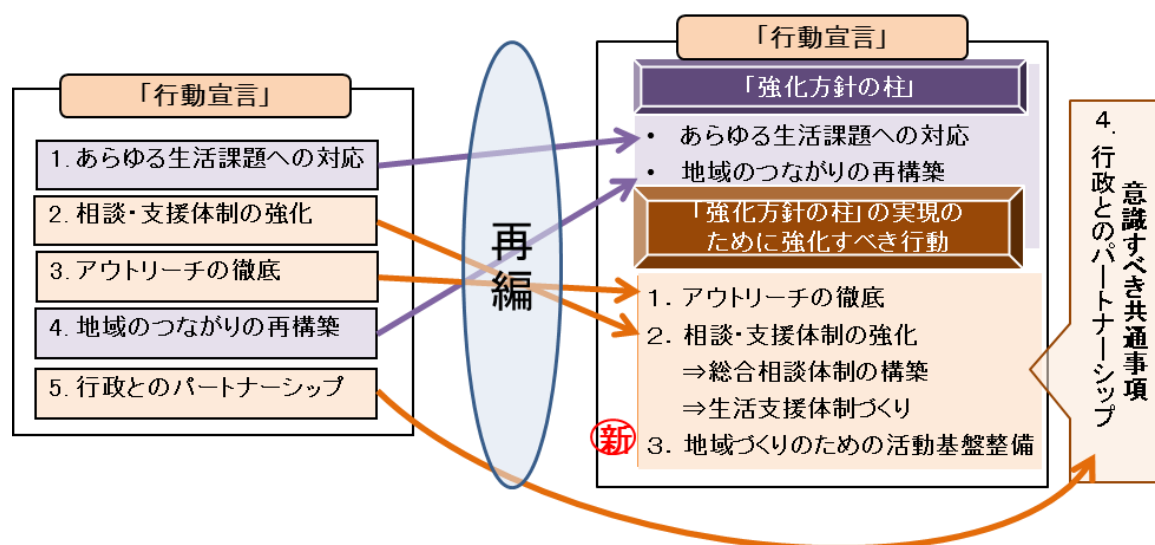 「行動宣言」
1. あらゆる生活課題への対応
2. 相談・支援体制の強化
3. アウトリーチの徹底
4. 地域のつながりの再構築
5. 行政とのパートナーシップ
再編
「行動宣言」
「強化方針の柱」
• あらゆる生活課題への対応
• 地域のつながりの再構築
「強化方針の柱」の実現の
ために強化すべき行動
1. アウトリーチの徹底
2. 相談・支援体制の強化
⇒総合相談体制の構築
⇒生活支援体制づくり
新 3. 地域づくりのための活動基盤整備
意識すべき共通事項
4. 行政とのパートナーシップ